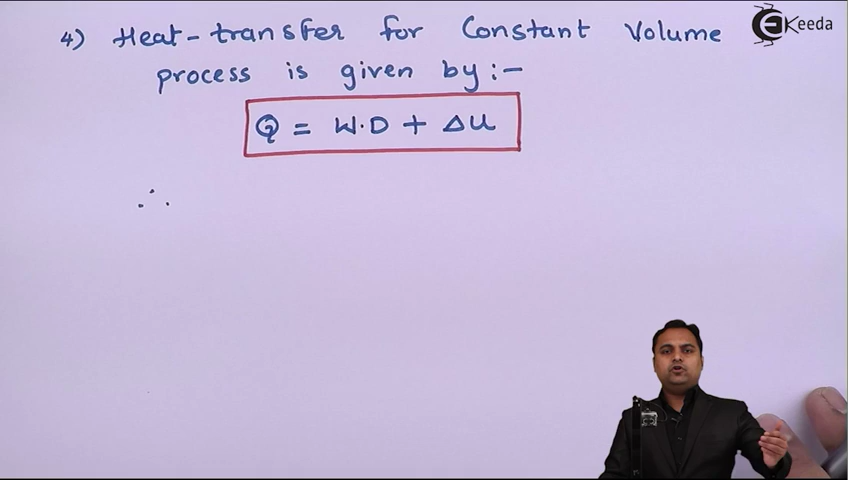 4) Heat-transfer for Constant Volume
process is given by:-
Q = W.D + ΔU
∴
EKeeda